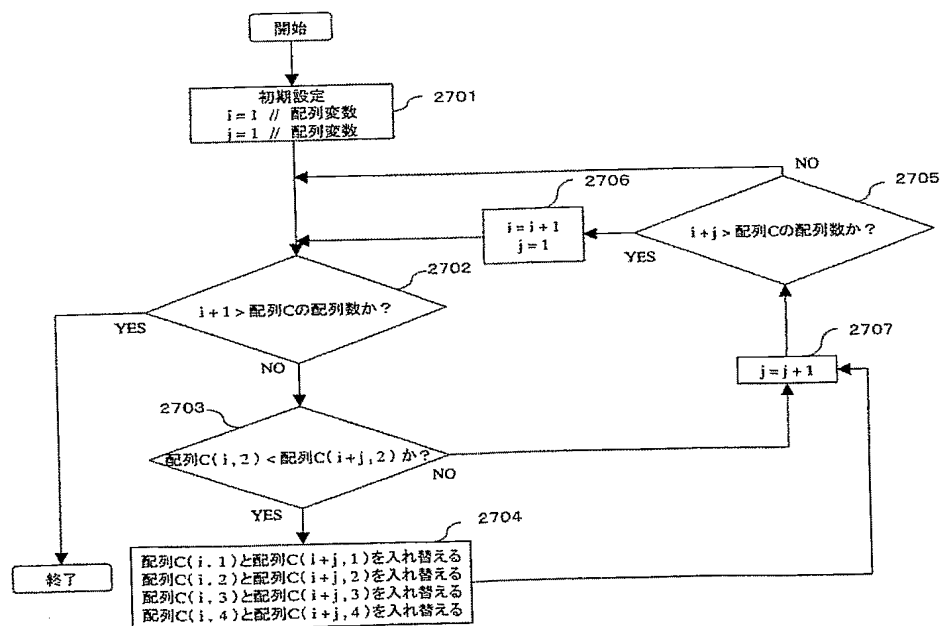 開始
初期設定
i=1 // 配列変数
j=1 // 配列変数
2701
NO
2705
2706
i=i+1
j=1
i+j>配列Cの配列数か?
YES
2702
i+1>配列Cの配列数か?
YES
NO
2707
j=j+1
2703
配列C(i,2)<配列C(i+j,2)か?
NO
YES
2704
配列C(i,1)と配列C(i+j,1)を入れ替える
配列C(i,2)と配列C(i+j,2)を入れ替える
配列C(i,3)と配列C(i+j,3)を入れ替える
配列C(i,4)と配列C(i+j,4)を入れ替える
終了